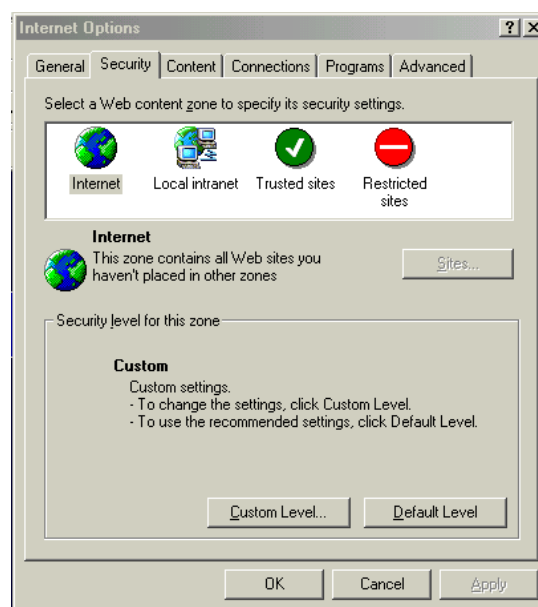 Internet Options
General Security Content Connections Programs Advanced
Select a Web content zone to specify its security settings.
Internet Local intranet Trusted sites Restricted
sites
Internet
This zone contains all Web sites you
haven't placed in other zones
Sites...
Security level for this zone
Custom
Custom settings.
- To change the settings, click Custom Level.
- To use the recommended settings, click Default Level.
Custom Level... Default Level
OK Cancel Apply